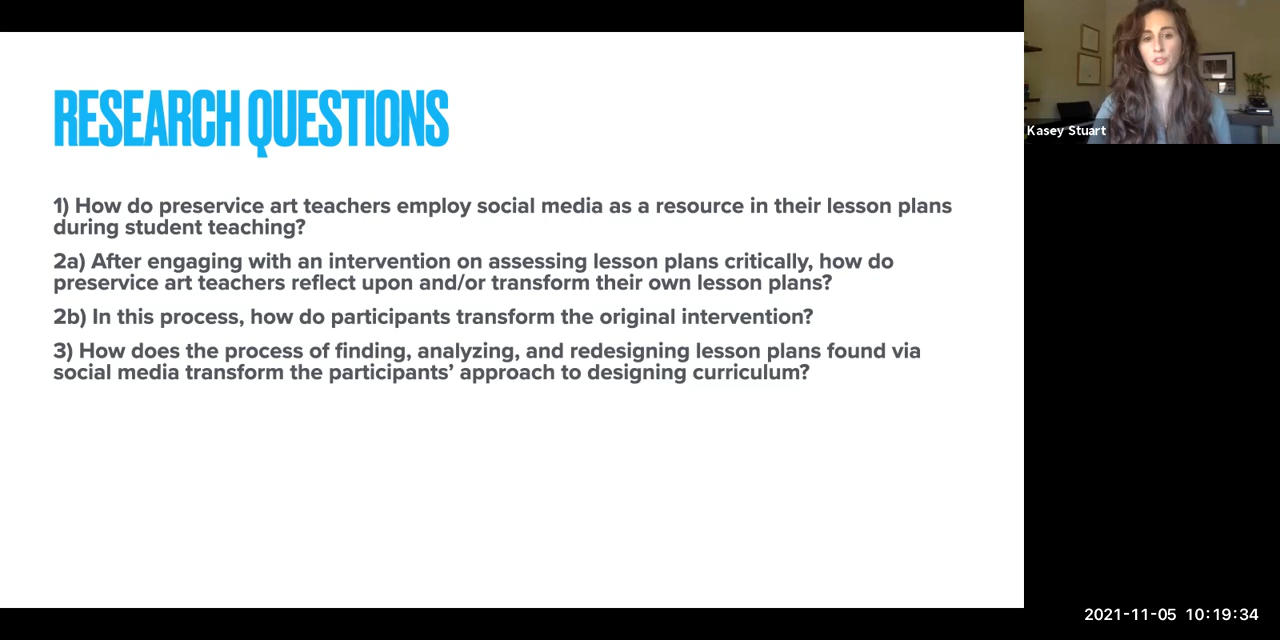 RESEARCH QUESTIONS
1) How do preservice art teachers employ social media as a resource in their lesson plans
during student teaching?
2a) After engaging with an intervention on assessing lesson plans critically, how do
preservice art teachers reflect upon and/or transform their own lesson plans?
2b) In this process, how do participants transform the original intervention?
3) How does the process of finding, analyzing, and redesigning lesson plans found via
social media transform the participants’ approach to designing curriculum?
Kasey Stuart
2021-11-05 10:19:34